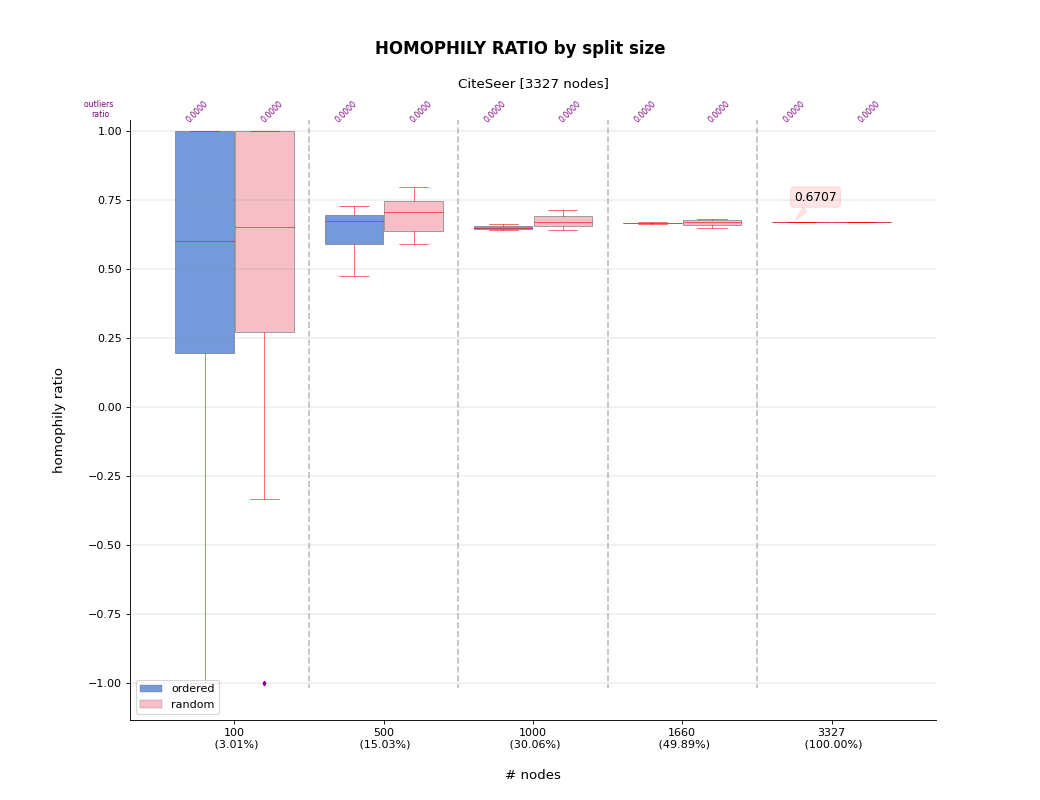 HOMOPHILY RATIO by split size
CiteSeer [3327 nodes]
outliers
ratio
0.0000 0.0000 0.0000 0.0000 0.0000 0.0000 0.0000 0.0000 0.0000 0.0000
1.00
0.75
0.50
0.25
0.00
−0.25
−0.50
−0.75
−1.00
homophily ratio
0.6707
ordered
random
100 500 1000 1660 3327
(3.01%) (15.03%) (30.06%) (49.89%) (100.00%)
# nodes